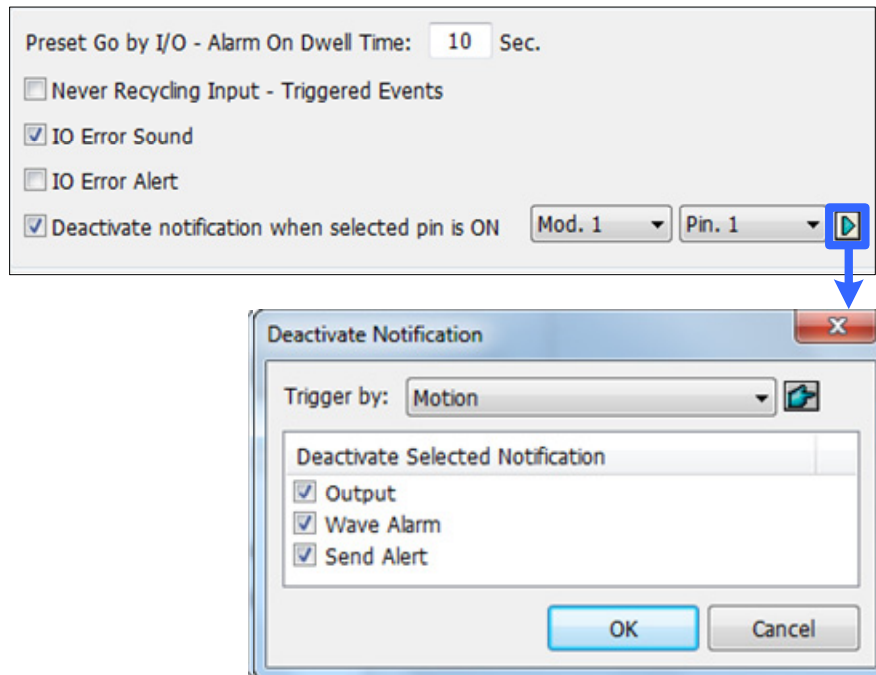 Preset Go by I/O - Alarm On Dwell Time: 10 Sec.
Never Recycling Input - Triggered Events
IO Error Sound
IO Error Alert
Deactivate notification when selected pin is ON Mod. 1 Pin. 1
Deactivate Notification
Trigger by: Motion
Deactivate Selected Notification
Output
Wave Alarm
Send Alert
OK Cancel